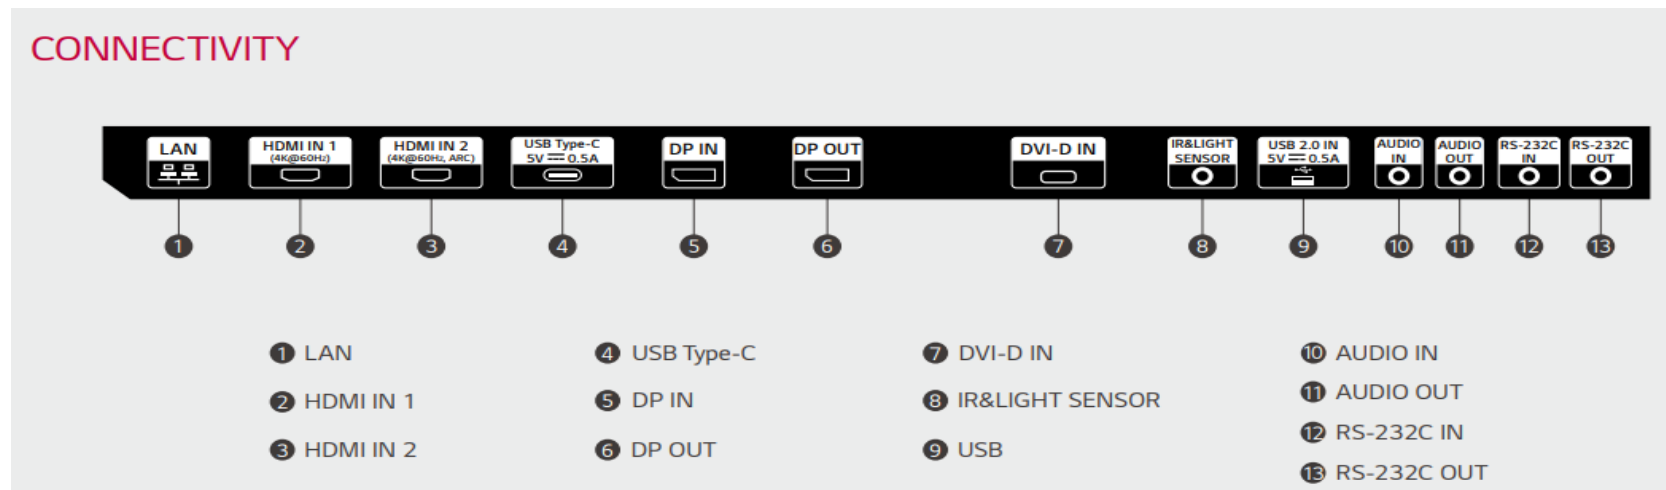 CONNECTIVITY
LAN
HDMI IN 1
(4K@60Hz)
HDMI IN 2
(4K@60Hz, ARC)
USB Type-C
5V 0.5A
DP IN
DP OUT
DVI-D IN
IR&LIGHT
SENSOR
USB 2.0 IN
5V 0.5A
AUDIO
IN
AUDIO
OUT
RS-232C
IN
RS-232C
OUT
1 2 3 4 5 6 7 8 9 10 11 12 13
1 LAN
2 HDMI IN 1
3 HDMI IN 2
4 USB Type-C
5 DP IN
6 DP OUT
7 DVI-D IN
8 IR&LIGHT SENSOR
9 USB
10 AUDIO IN
11 AUDIO OUT
12 RS-232C IN
13 RS-232C OUT